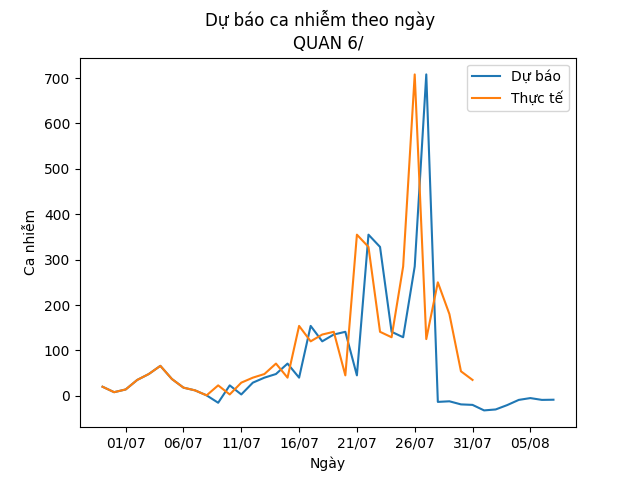 Dự báo ca nhiễm theo ngày
QUAN 6/
Dự báo
Thực tế
Ca nhiễm
700
600
500
400
300
200
100
0
01/07 06/07 11/07 16/07 21/07 26/07 31/07 05/08
Ngày